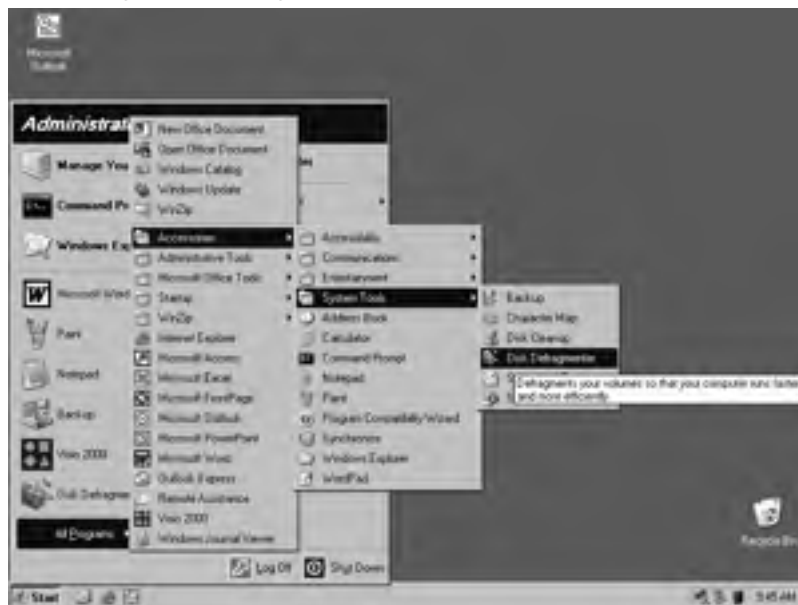 Microsoft
Outlook
Administrat
Manage You
Command Pr
Windows Exp
Microsoft Word
Paint
Notepad
Backup
Visio 2000
Disk Defragmen
All Programs
New Office Document
Open Office Document
Windows Catalog
Windows Update
WinZip
Accessories
Administrative Tools
Microsoft Office Tools
Startup
WinZip
Internet Explorer
Microsoft Access
Microsoft Excel
Microsoft FrontPage
Microsoft Outlook
Microsoft PowerPoint
Microsoft Word
Outlook Express
Remote Assistance
Visio 2000
Windows Journal Viewer
Accessibility
Communications
Entertainment
System Tools
Address Book
Calculator
Command Prompt
Notepad
Paint
Program Compatibility Wizard
Synchronize
Windows Explorer
WordPad
Backup
Character Map
Disk Cleanup
Disk Defragmenter
Defragments your volumes so that your computer runs faster
and more efficiently.
Log Off
Shut Down
Recycle Bin
Start
5:45 AM